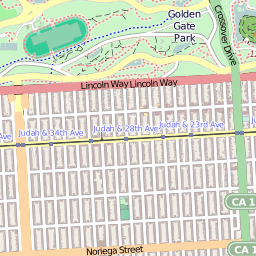 Golden
Gate
Park
Crossover Drive
Lincoln Way Lincoln Way
Judah & 28th Ave
Judah & 23rd Ave
Judah & 34th Ave
Ave
CA 1
Noriega Street
CA 1